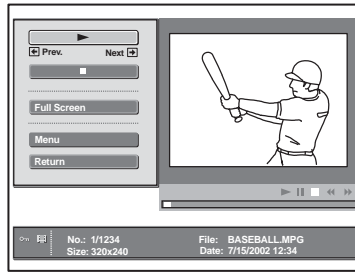 Prev. Next
Full Screen
Menu
Return
No.: 1/1234 File: BASEBALL.MPG
Size: 320x240 Date: 7/15/2002 12:34